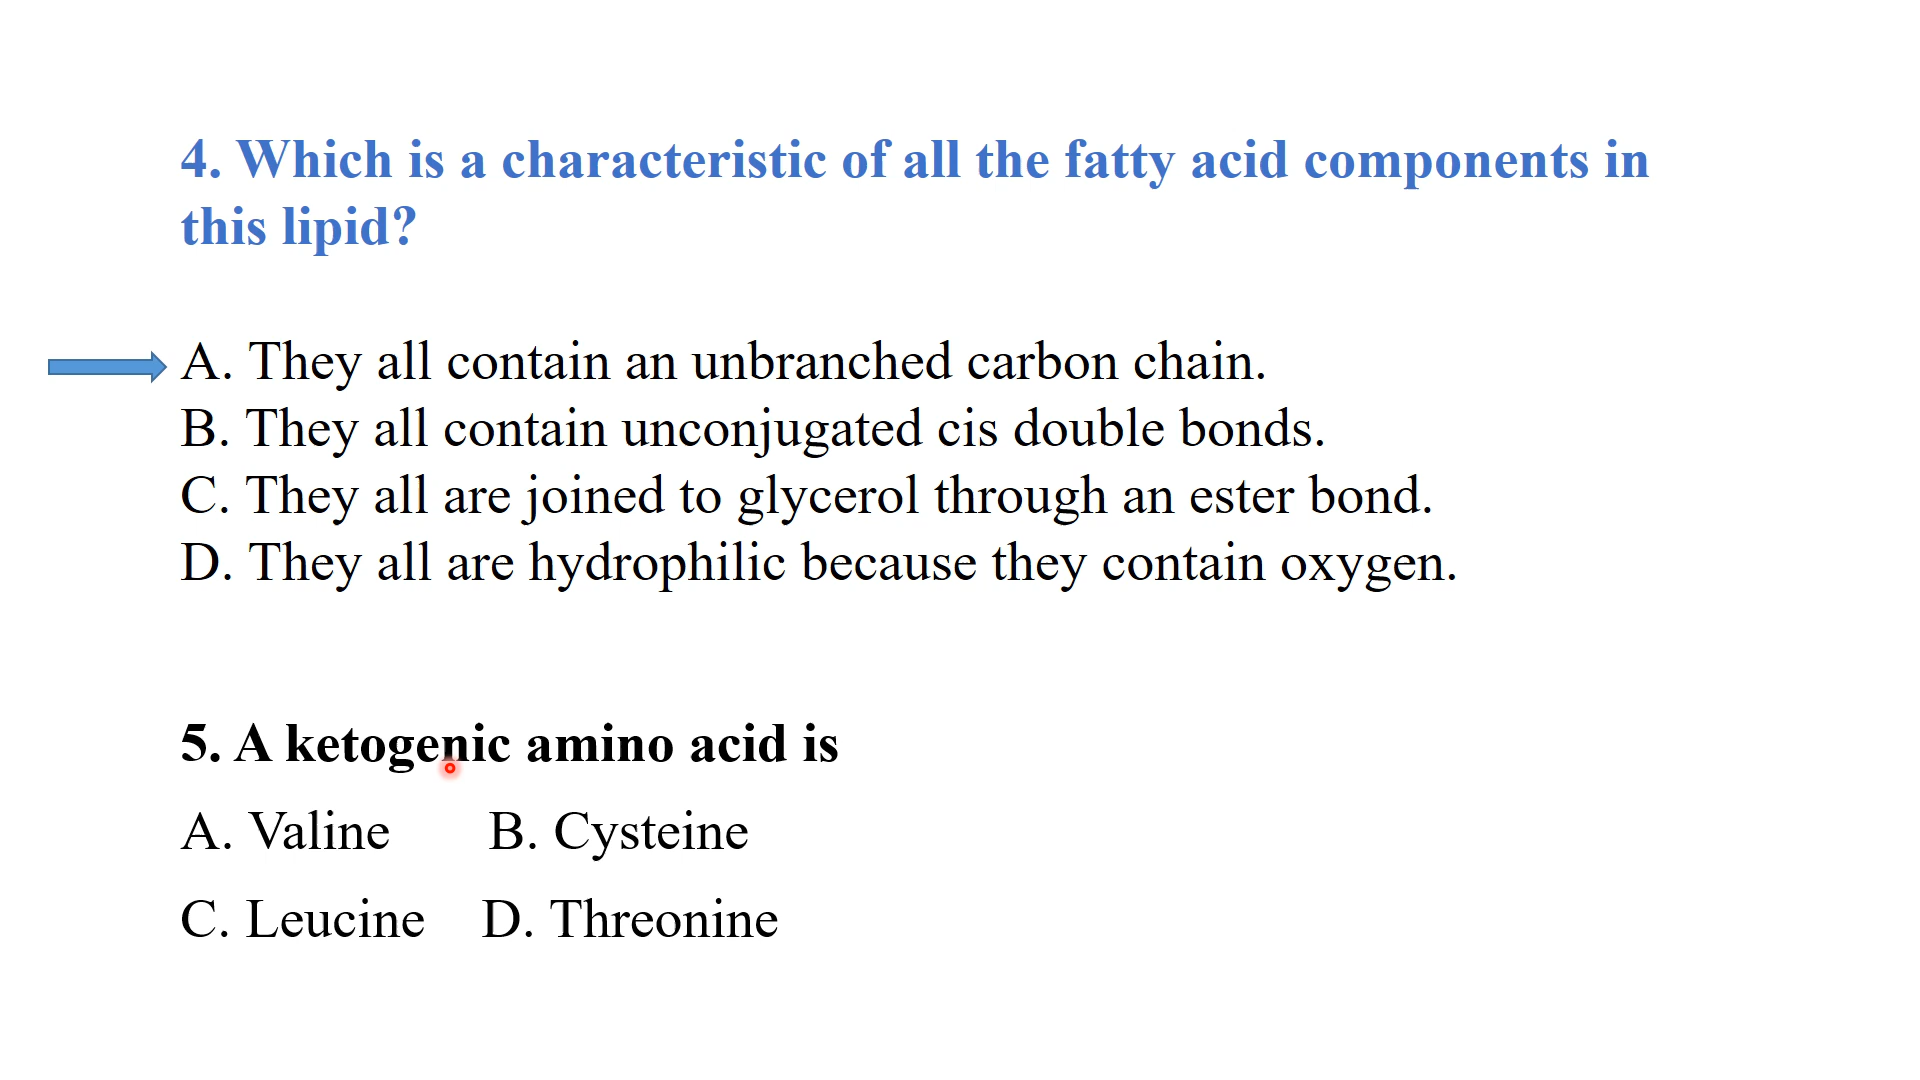 4. Which is a characteristic of all the fatty acid components in
this lipid?
A. They all contain an unbranched carbon chain.
B. They all contain unconjugated cis double bonds.
C. They all are joined to glycerol through an ester bond.
D. They all are hydrophilic because they contain oxygen.
5. A ketogenic amino acid is
A. Valine B. Cysteine
C. Leucine D. Threonine